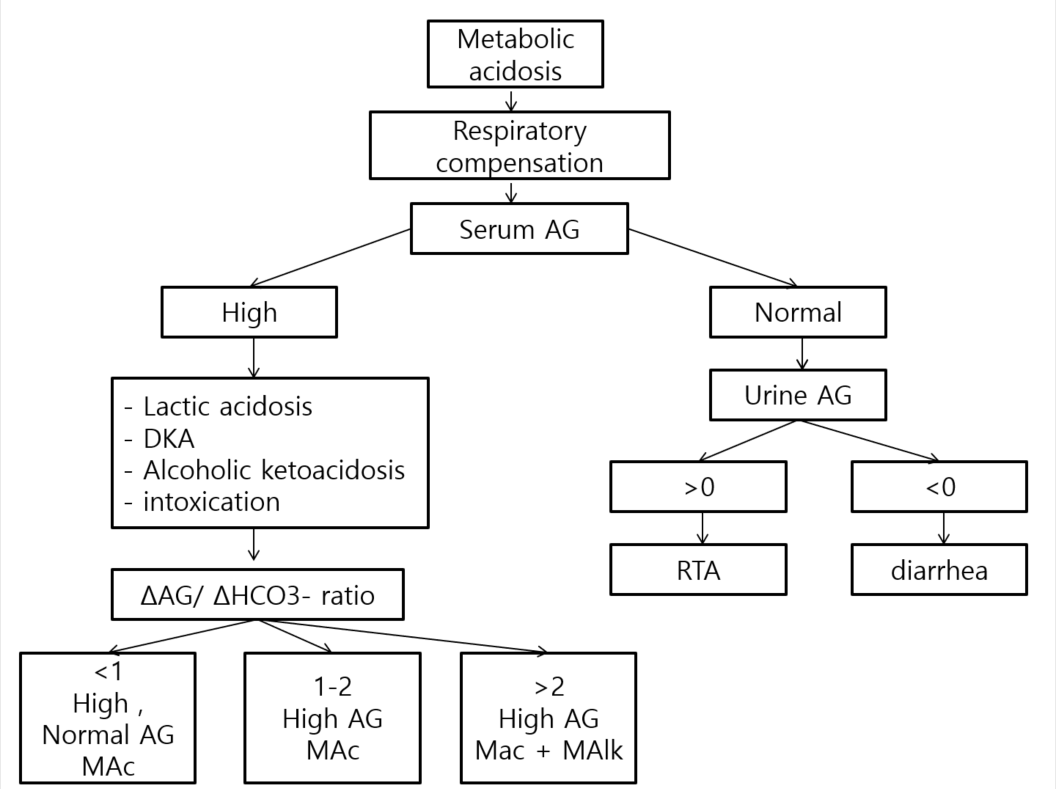 Metabolic
acidosis
Respiratory
compensation
Serum AG
High
Normal
- Lactic acidosis
- DKA
- Alcoholic ketoacidosis
- intoxication
Urine AG
>0
<0
RTA
diarrhea
ΔAG/ ΔHCO3- ratio
<1
High ,
Normal AG
MAc
1-2
High AG
MAc
>2
High AG
Mac + MAlk